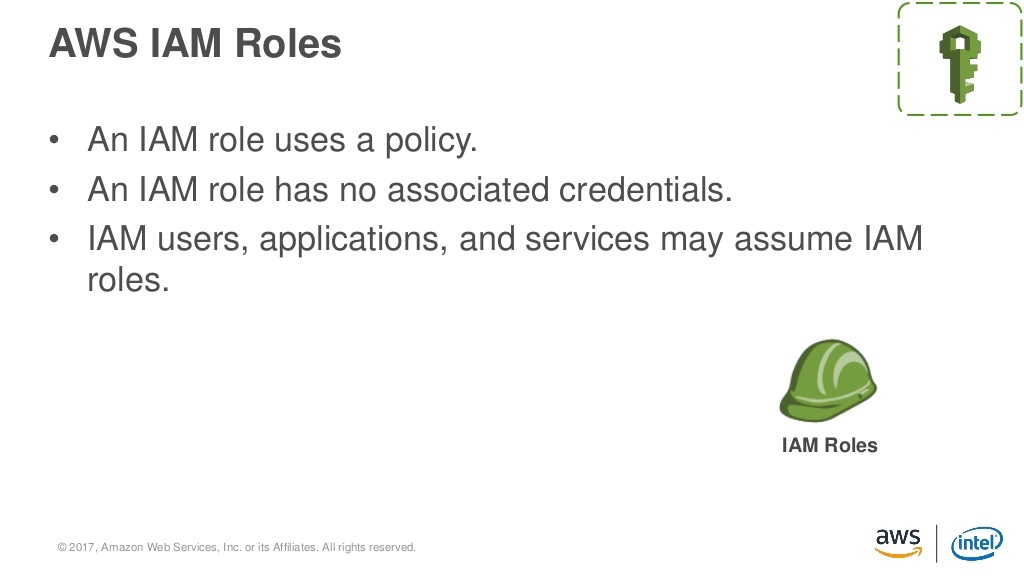 AWS IAM Roles
• An IAM role uses a policy.
• An IAM role has no associated credentials.
• IAM users, applications, and services may assume IAM
roles.
IAM Roles
© 2017, Amazon Web Services, Inc. or its Affiliates. All rights reserved.
aws
intel